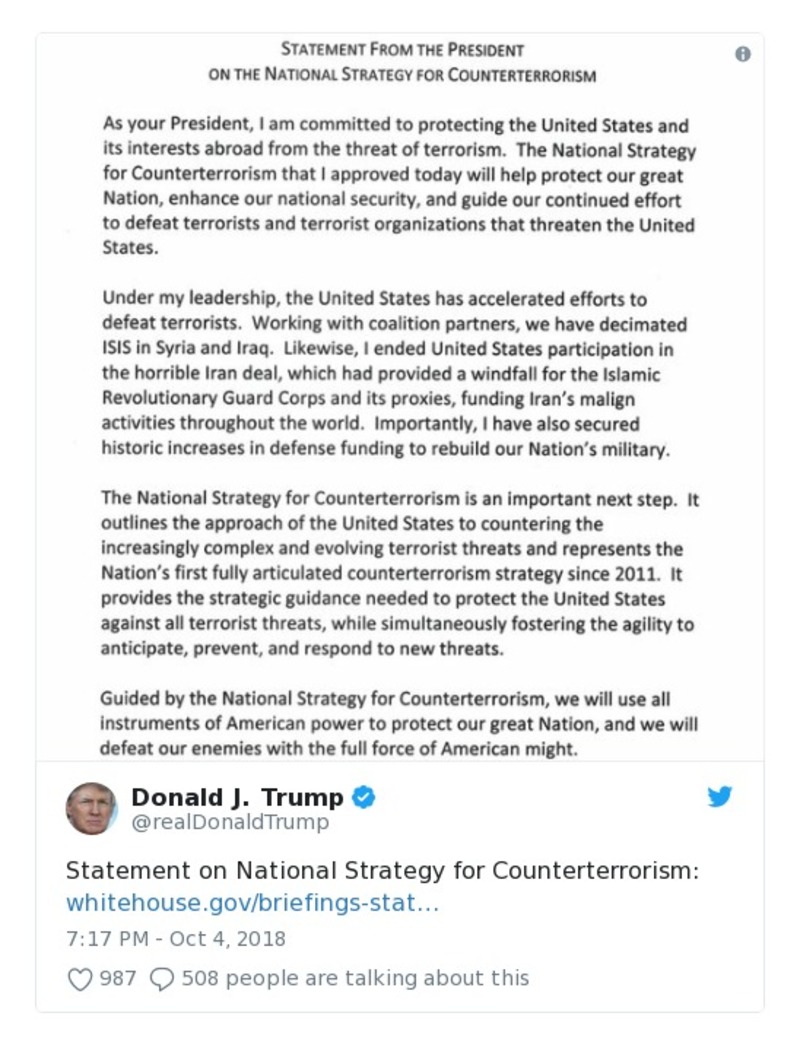 STATEMENT FROM THE PRESIDENT
ON THE NATIONAL STRATEGY FOR COUNTERTERRORISM
As your President, I am committed to protecting the United States and
its interests abroad from the threat of terrorism. The National Strategy
for Counterterrorism that I approved today will help protect our great
Nation, enhance our national security, and guide our continued effort
to defeat terrorists and terrorist organizations that threaten the United
States.
Under my leadership, the United States has accelerated efforts to
defeat terrorists. Working with coalition partners, we have decimated
ISIS in Syria and Iraq. Likewise, I ended United States participation in
the horrible Iran deal, which had provided a windfall for the Islamic
Revolutionary Guard Corps and its proxies, funding Iran's malign
activities throughout the world. Importantly, I have also secured
historic increases in defense funding to rebuild our Nation's military.
The National Strategy for Counterterrorism is an important next step. It
outlines the approach of the United States to countering the
increasingly complex and evolving terrorist threats and represents the
Nation's first fully articulated counterterrorism strategy since 2011. It
provides the strategic guidance needed to protect the United States
against all terrorist threats, while simultaneously fostering the agility to
anticipate, prevent, and respond to new threats.
Guided by the National Strategy for Counterterrorism, we will use all
instruments of American power to protect our great Nation, and we will
defeat our enemies with the full force of American might.
Donald J. Trump
@realDonaldTrump
Statement on National Strategy for Counterterrorism:
whitehouse.gov/briefings-stat…
7:17 PM - Oct 4, 2018
987 508 people are talking about this